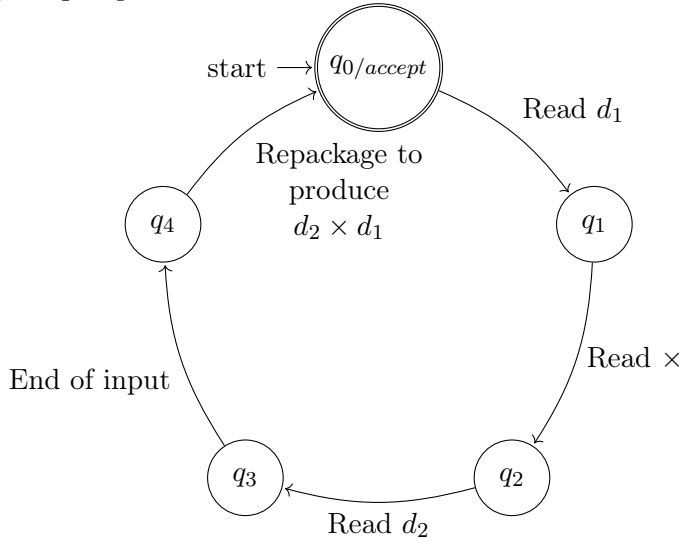 start
q0/accept
Read d1
Repackage to
produce
d2 × d1
q4
q1
Read ×
End of input
q3
q2
Read d2